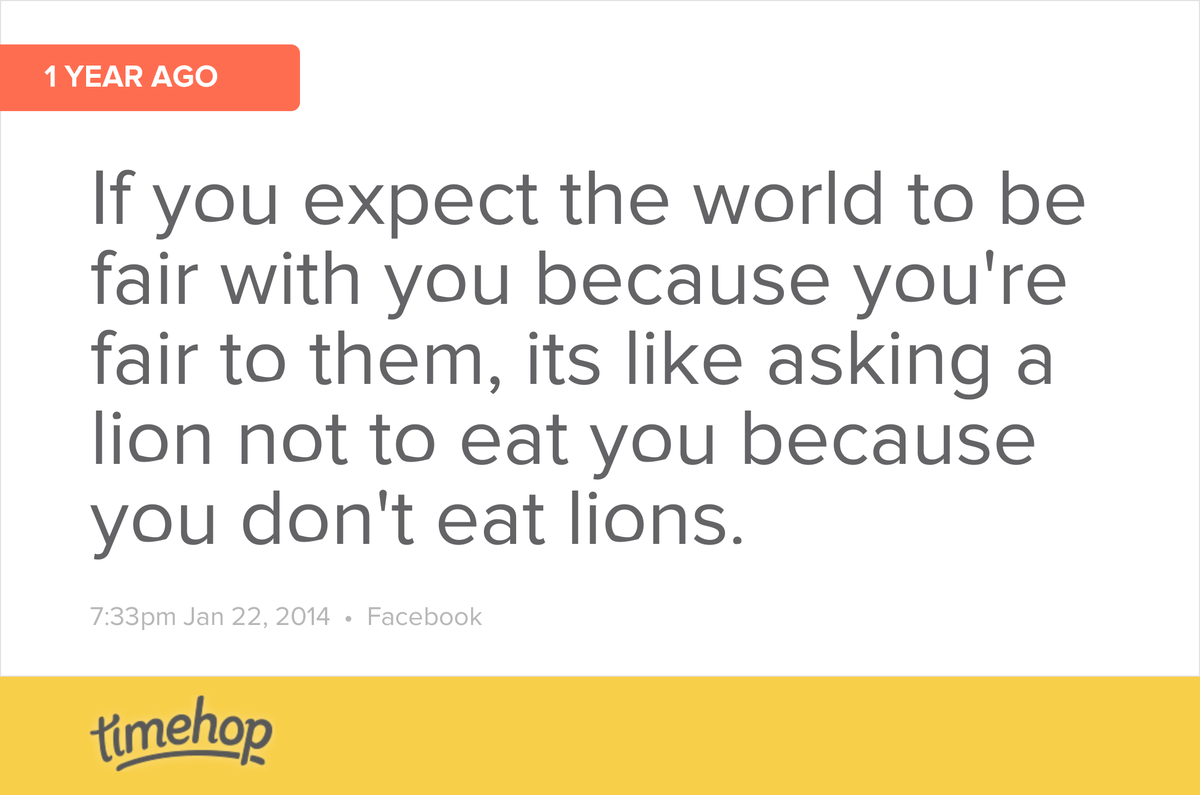 1 YEAR AGO
If you expect the world to be
fair with you because you're
fair to them, its like asking a
lion not to eat you because
you don't eat lions.
7:33pm Jan 22, 2014 • Facebook
timehop